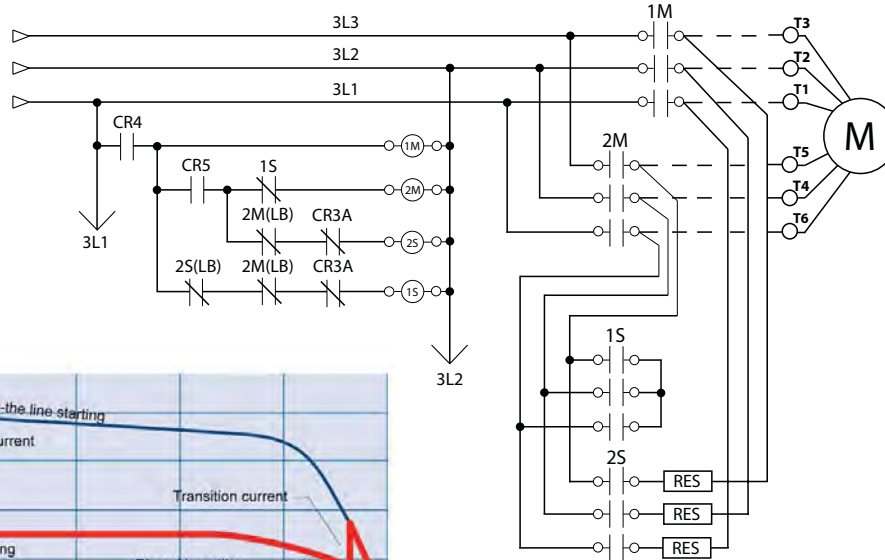 3L3
1M
T3
3L2
T2
3L1
T1
M
CR4
1M
2M
T5
CR5
1S
2M
T4
2M(LB)
CR3A
T6
2S
3L1
2S(LB)
2M(LB)
CR3A
1S
1S
3L2
-the line starting
urrent
2S
Transition current
RES
RES
RES
ng